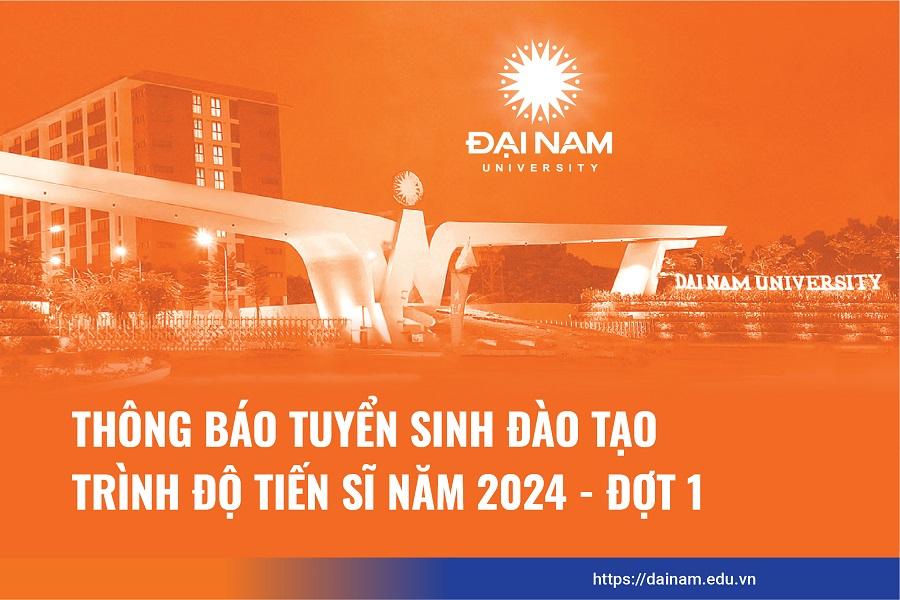 ĐẠI NAM
UNIVERSITY
DAI NAM UNIVERSITY
THÔNG BÁO TUYỂN SINH ĐÀO TẠO
TRÌNH ĐỘ TIẾN SĨ NĂM 2024 - ĐỢT 1
https://dainam.edu.vn